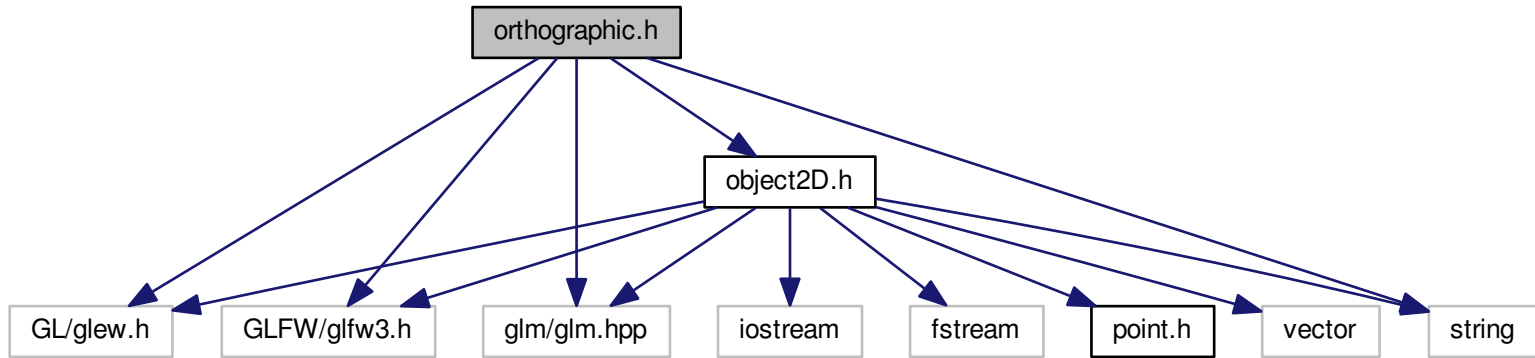 orthographic.h
object2D.h
GL/glew.h
GLFW/glfw3.h
glm/glm.hpp
iostream
fstream
point.h
vector
string